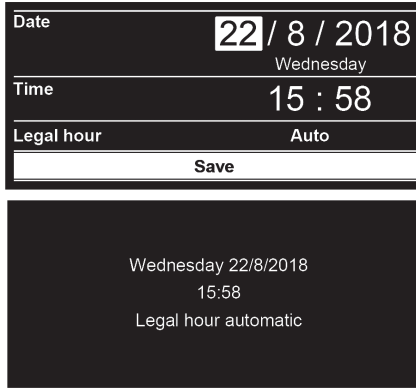 Date 22 / 8 / 2018
Wednesday
Time 15 : 58
Legal hour Auto
Save
Wednesday 22/8/2018
15:58
Legal hour automatic